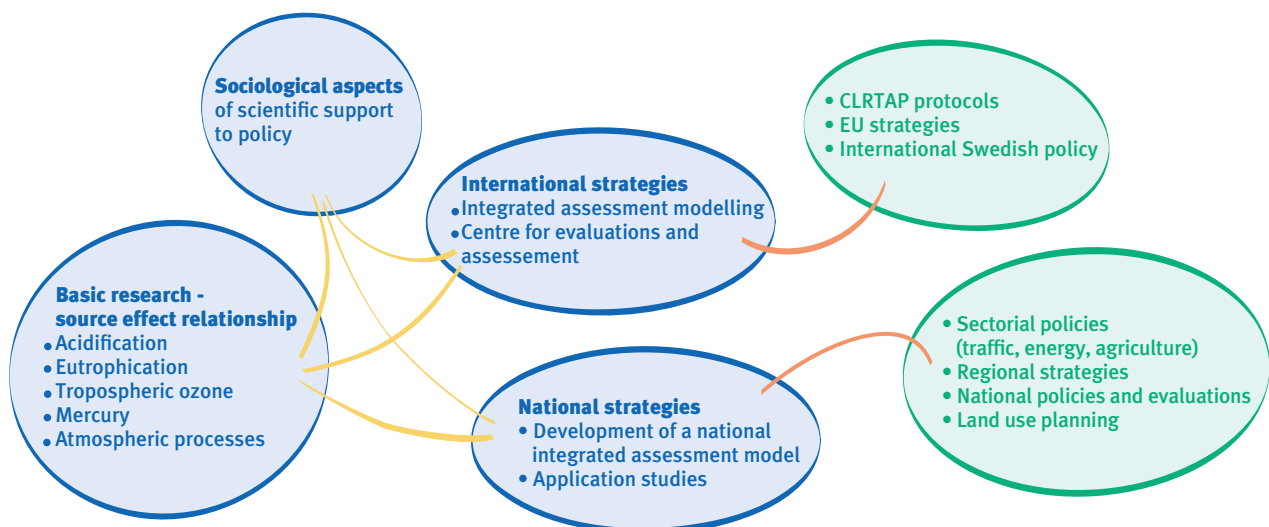 Sociological aspects
of scientific support
to policy
• CLRTAP protocols
• EU strategies
• International Swedish policy
International strategies
• Integrated assessment modelling
• Centre for evaluations and
assessement
Basic research -
source effect relationship
• Acidification
• Eutrophication
• Tropospheric ozone
• Mercury
• Atmospheric processes
National strategies
• Development of a national
integrated assessment model
• Application studies
• Sectorial policies
(traffic, energy, agriculture)
• Regional strategies
• National policies and evaluations
• Land use planning